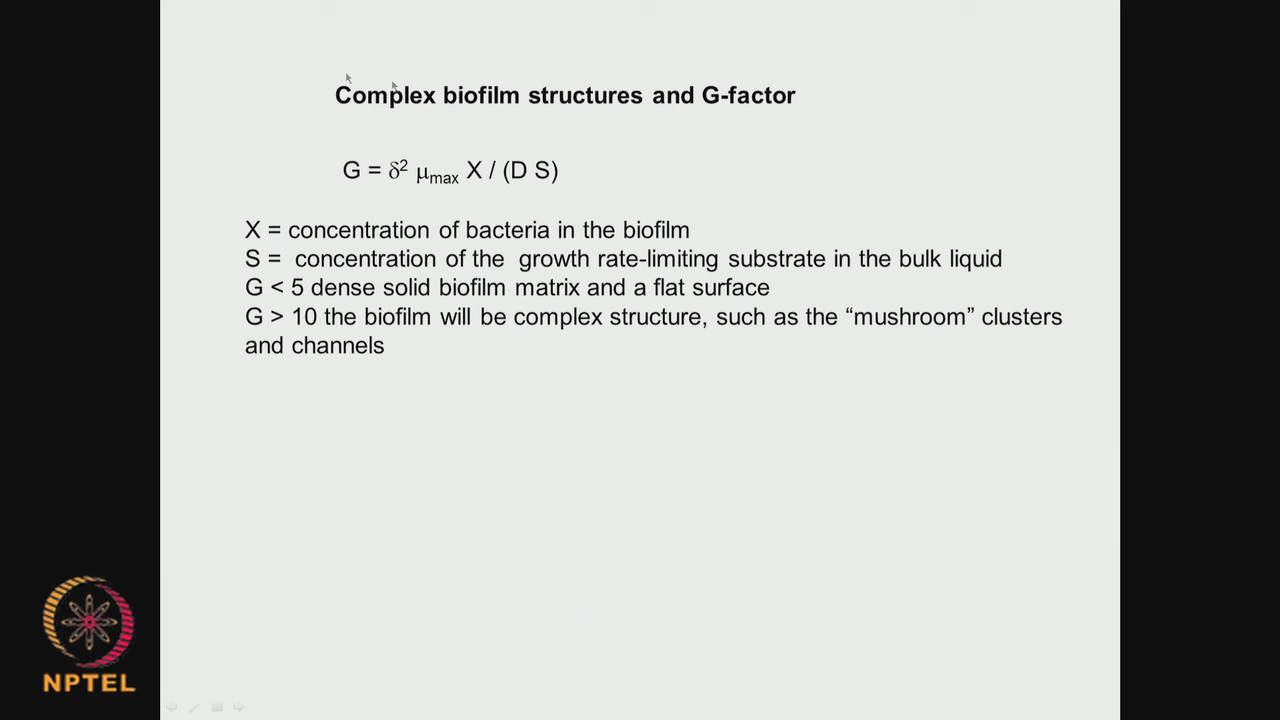 Complex biofilm structures and G-factor
G = δ² μmax X / (D S)
X = concentration of bacteria in the biofilm
S = concentration of the growth rate-limiting substrate in the bulk liquid
G < 5 dense solid biofilm matrix and a flat surface
G > 10 the biofilm will be complex structure, such as the “mushroom” clusters
and channels
NPTEL